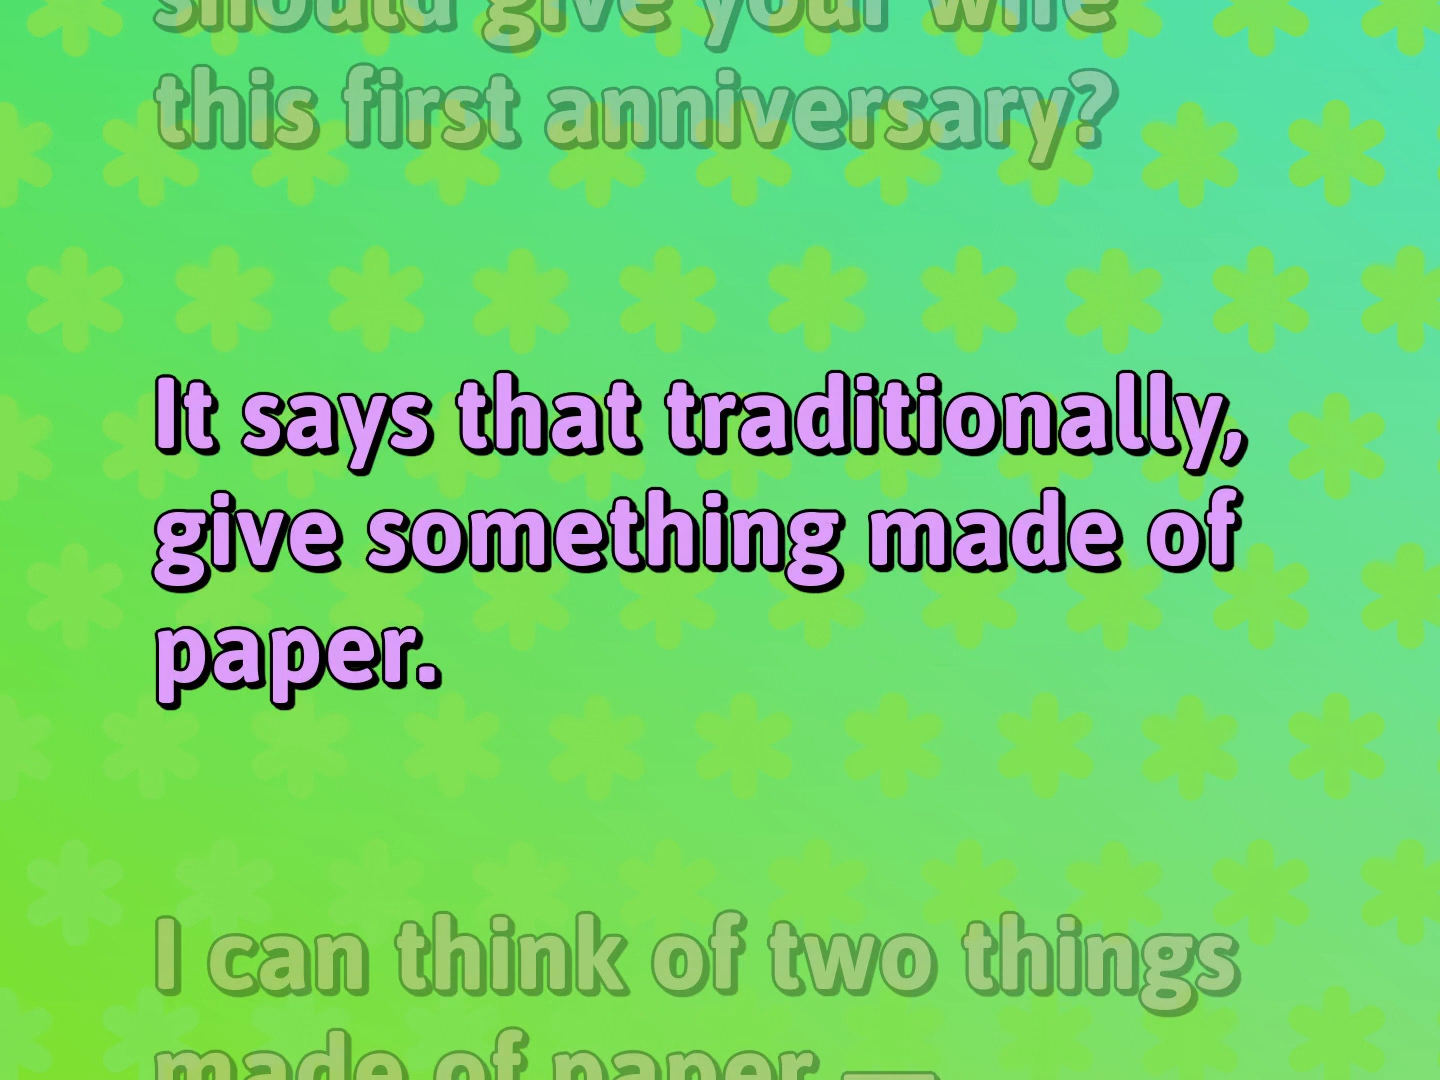 should give your wife
this first anniversary?
It says that traditionally,
give something made of
paper.
I can think of two things
made of paper —